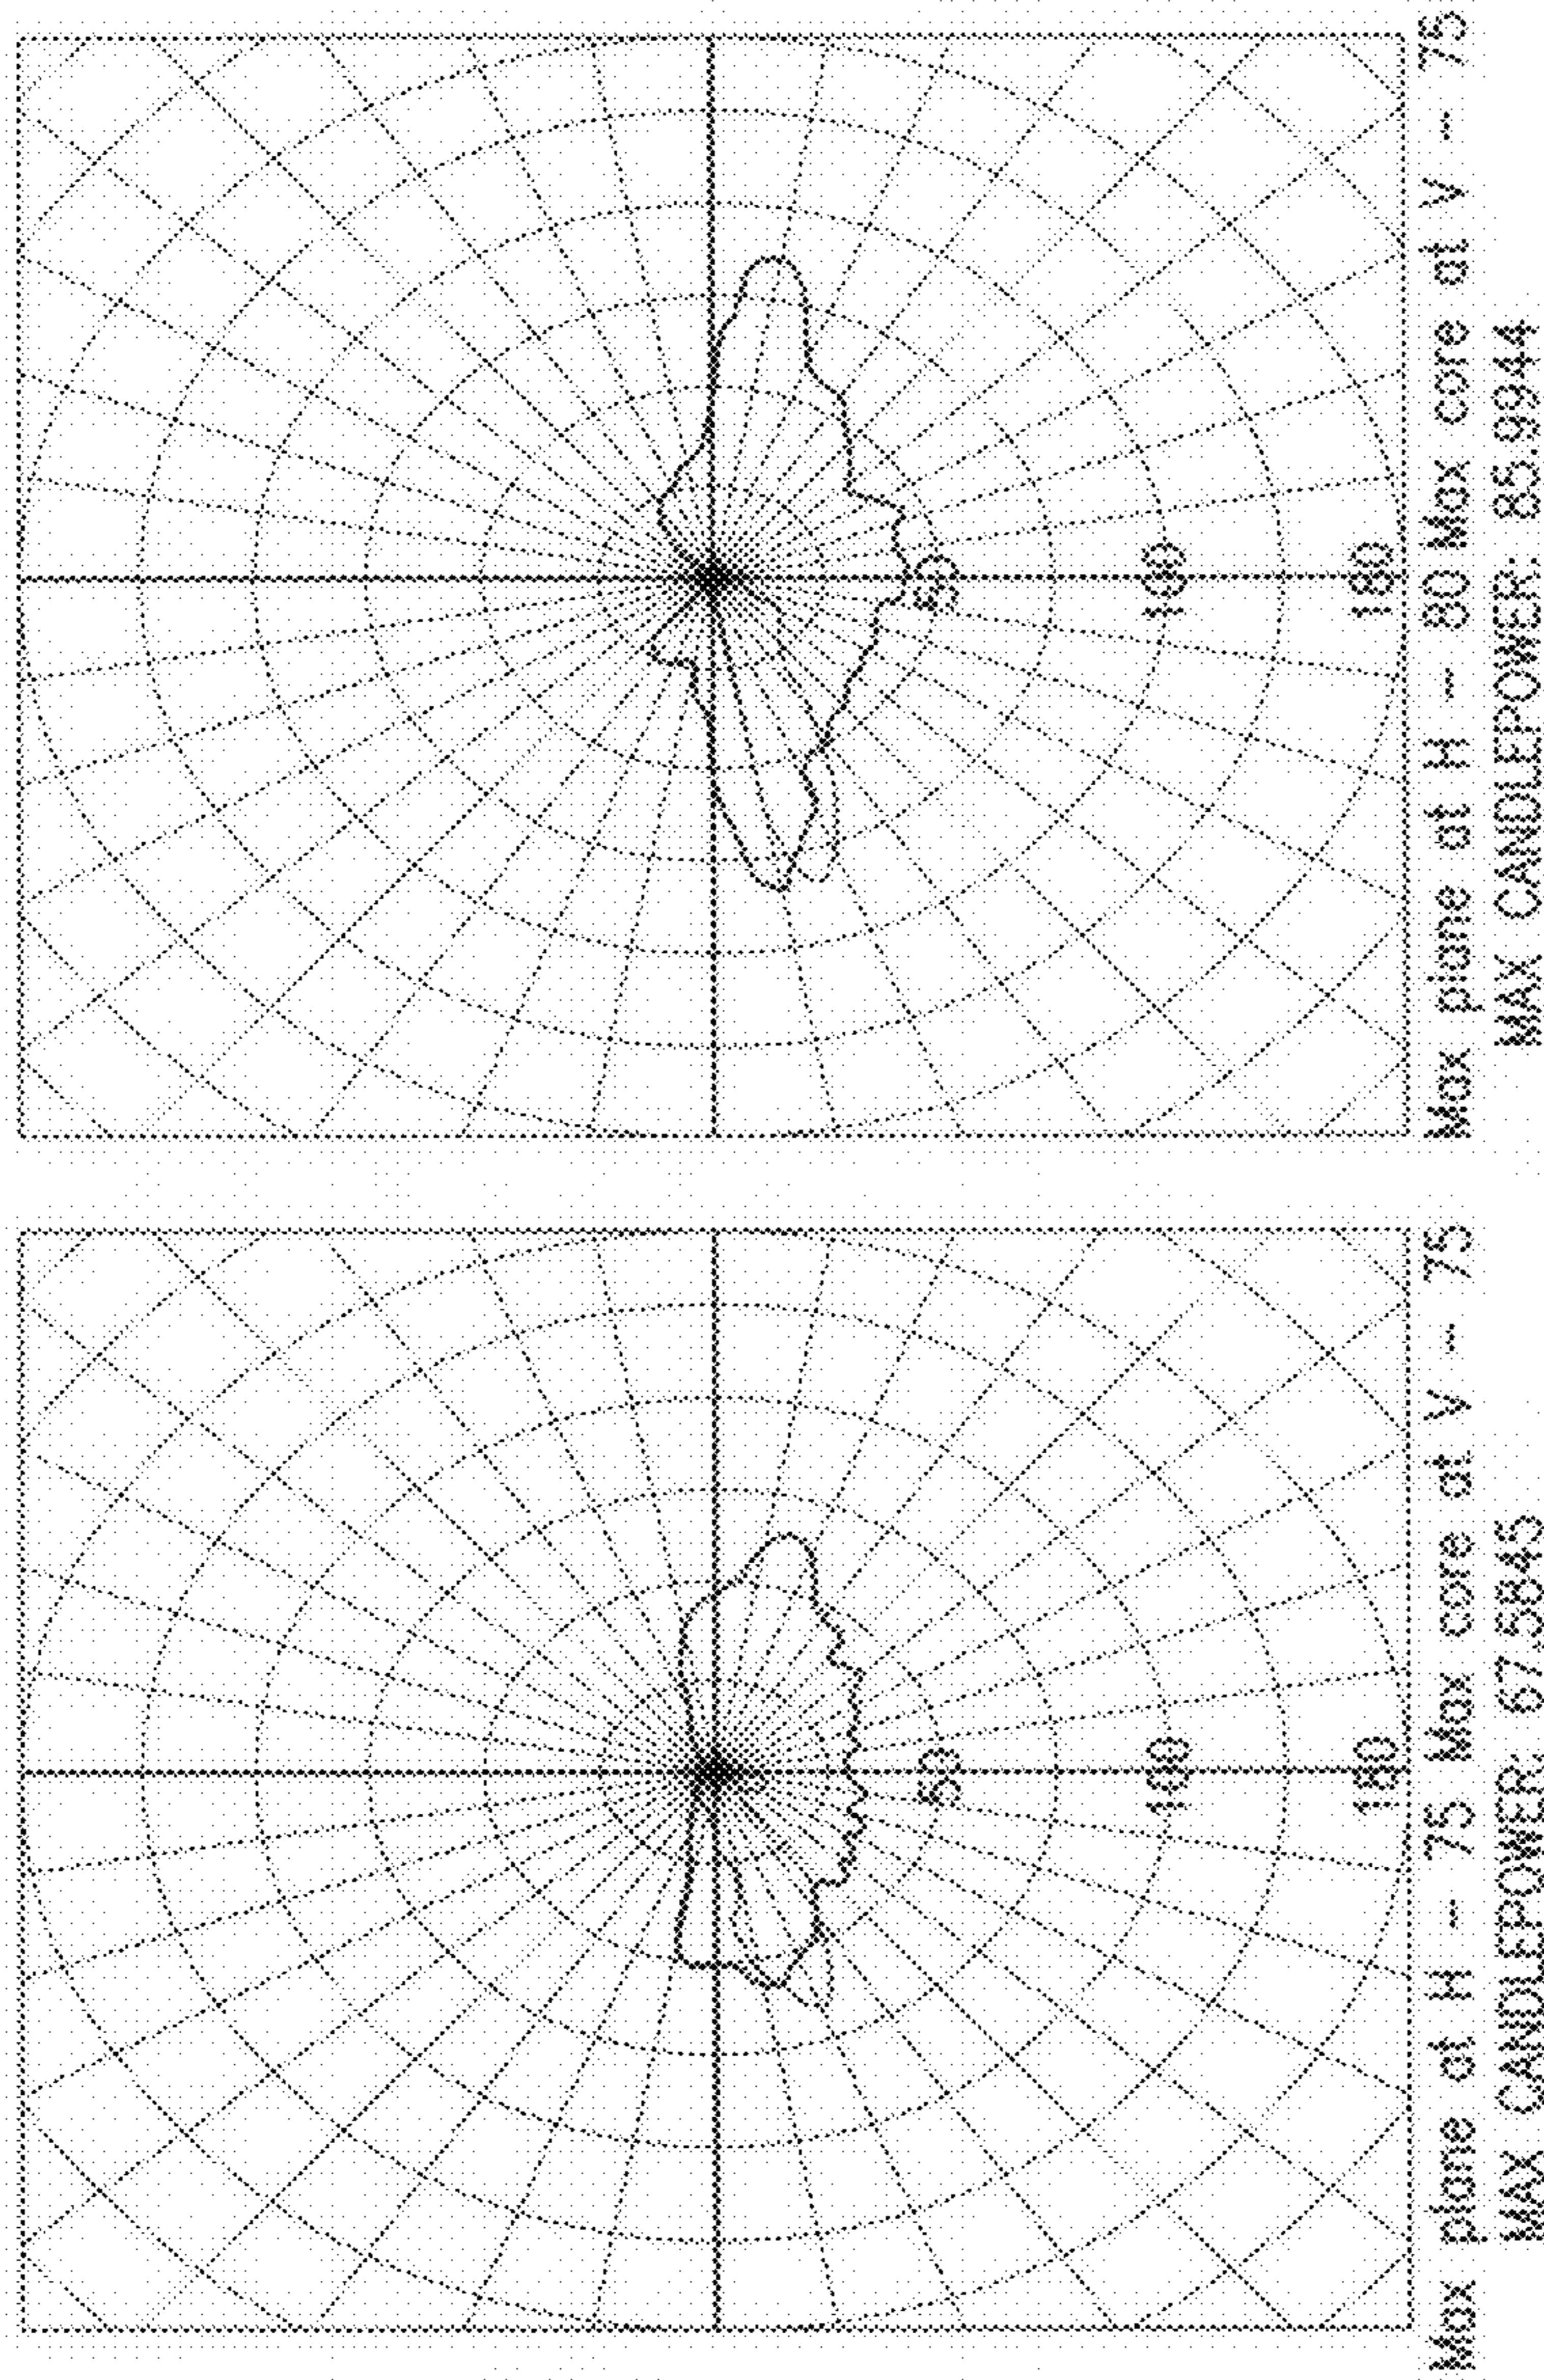 50
100
150
Max plane at H - 75 Max core at V - 75
MAX CANDLEPOWER: 67.5845
50
100
150
Max plane at H - 80 Max core at V - 75
MAX CANDLEPOWER: 85.9944